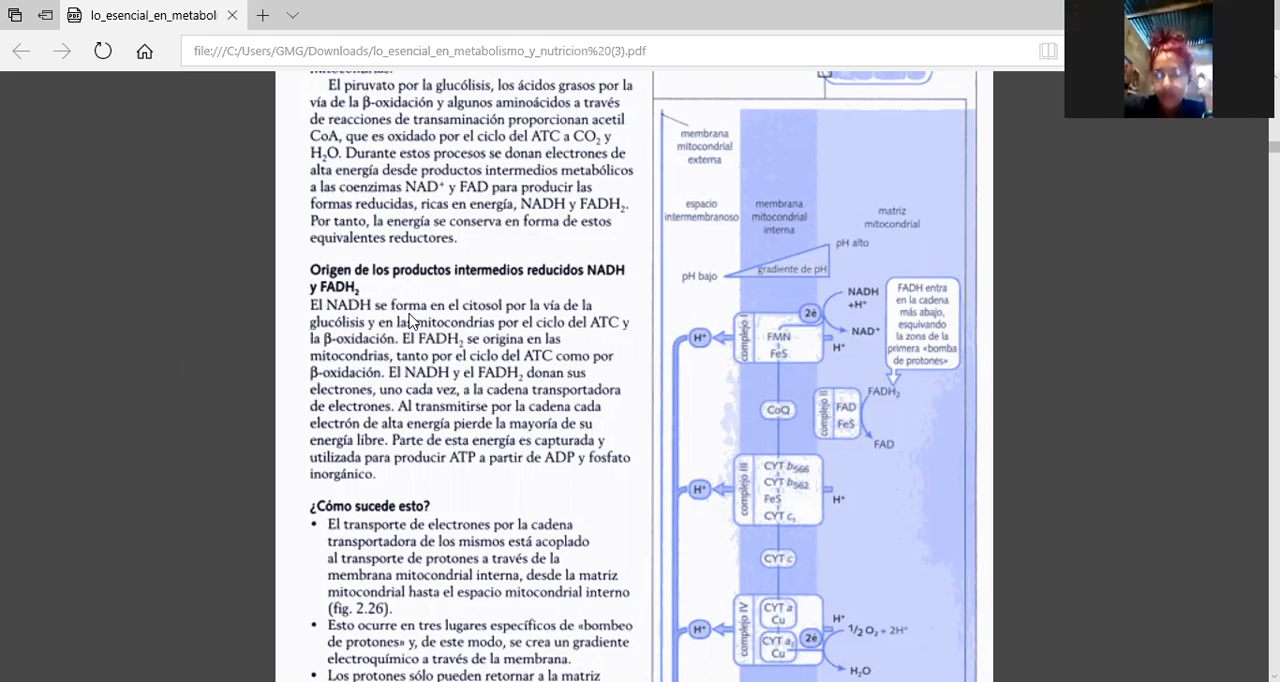 lo_esencial_en_metabol
file:///C:/Users/GMG/Downloads/lo_esencial_en_metabolismo_y_nutricion%20(3).pdf
mitocondrias.
El piruvato por la glucólisis, los ácidos grasos por la
vía de la β-oxidación y algunos aminoácidos a través
de reacciones de transaminación proporcionan acetil
CoA, que es oxidado por el ciclo del ATC a CO₂ y
H₂O. Durante estos procesos se donan electrones de
alta energía desde productos intermedios metabólicos
a las coenzimas NAD⁺ y FAD para producir las
formas reducidas, ricas en energía, NADH y FADH₂.
Por tanto, la energía se conserva en forma de estos
equivalentes reductores.
Origen de los productos intermedios reducidos NADH
y FADH₂
El NADH se forma en el citosol por la vía de la
glucólisis y en las mitocondrias por el ciclo del ATC y
la β-oxidación. El FADH₂ se origina en las
mitocondrias, tanto por el ciclo del ATC como por
β-oxidación. El NADH y el FADH₂ donan sus
electrones, uno cada vez, a la cadena transportadora
de electrones. Al transmitirse por la cadena cada
electrón de alta energía pierde la mayoría de su
energía libre. Parte de esta energía es capturada y
utilizada para producir ATP a partir de ADP y fosfato
inorgánico.
¿Cómo sucede esto?
• El transporte de electrones por la cadena
transportadora de los mismos está acoplado
al transporte de protones a través de la
membrana mitocondrial interna, desde la matriz
mitocondrial hasta el espacio mitocondrial interno
(fig. 2.26).
• Esto ocurre en tres lugares específicos de «bombeo
de protones» y, de este modo, se crea un gradiente
electroquímico a través de la membrana.
• Los protones sólo pueden retornar a la matriz
membrana
mitocondrial
externa
espacio
intermembranoso
membrana
mitocondrial
interna
matriz
mitocondrial
pH alto
gradiente de pH
pH bajo
NADH
+H⁺
2ē
NAD⁺
complejo I
FMN
FeS
H⁺
H⁺
FADH entra
en la cadena
más abajo,
esquivando
la zona de la
primera «bomba
de protones»
FADH₂
CoQ
complejo II
FAD
FeS
FAD
complejo III
CYT b₅₆₆
CYT b₅₆₂
FeS
CYT c₁
H⁺
H⁺
CYT c
complejo IV
CYT a
Cu
CYT a₃
Cu
2ē
H⁺
H⁺
1/2 O₂ + 2H⁺
H₂O